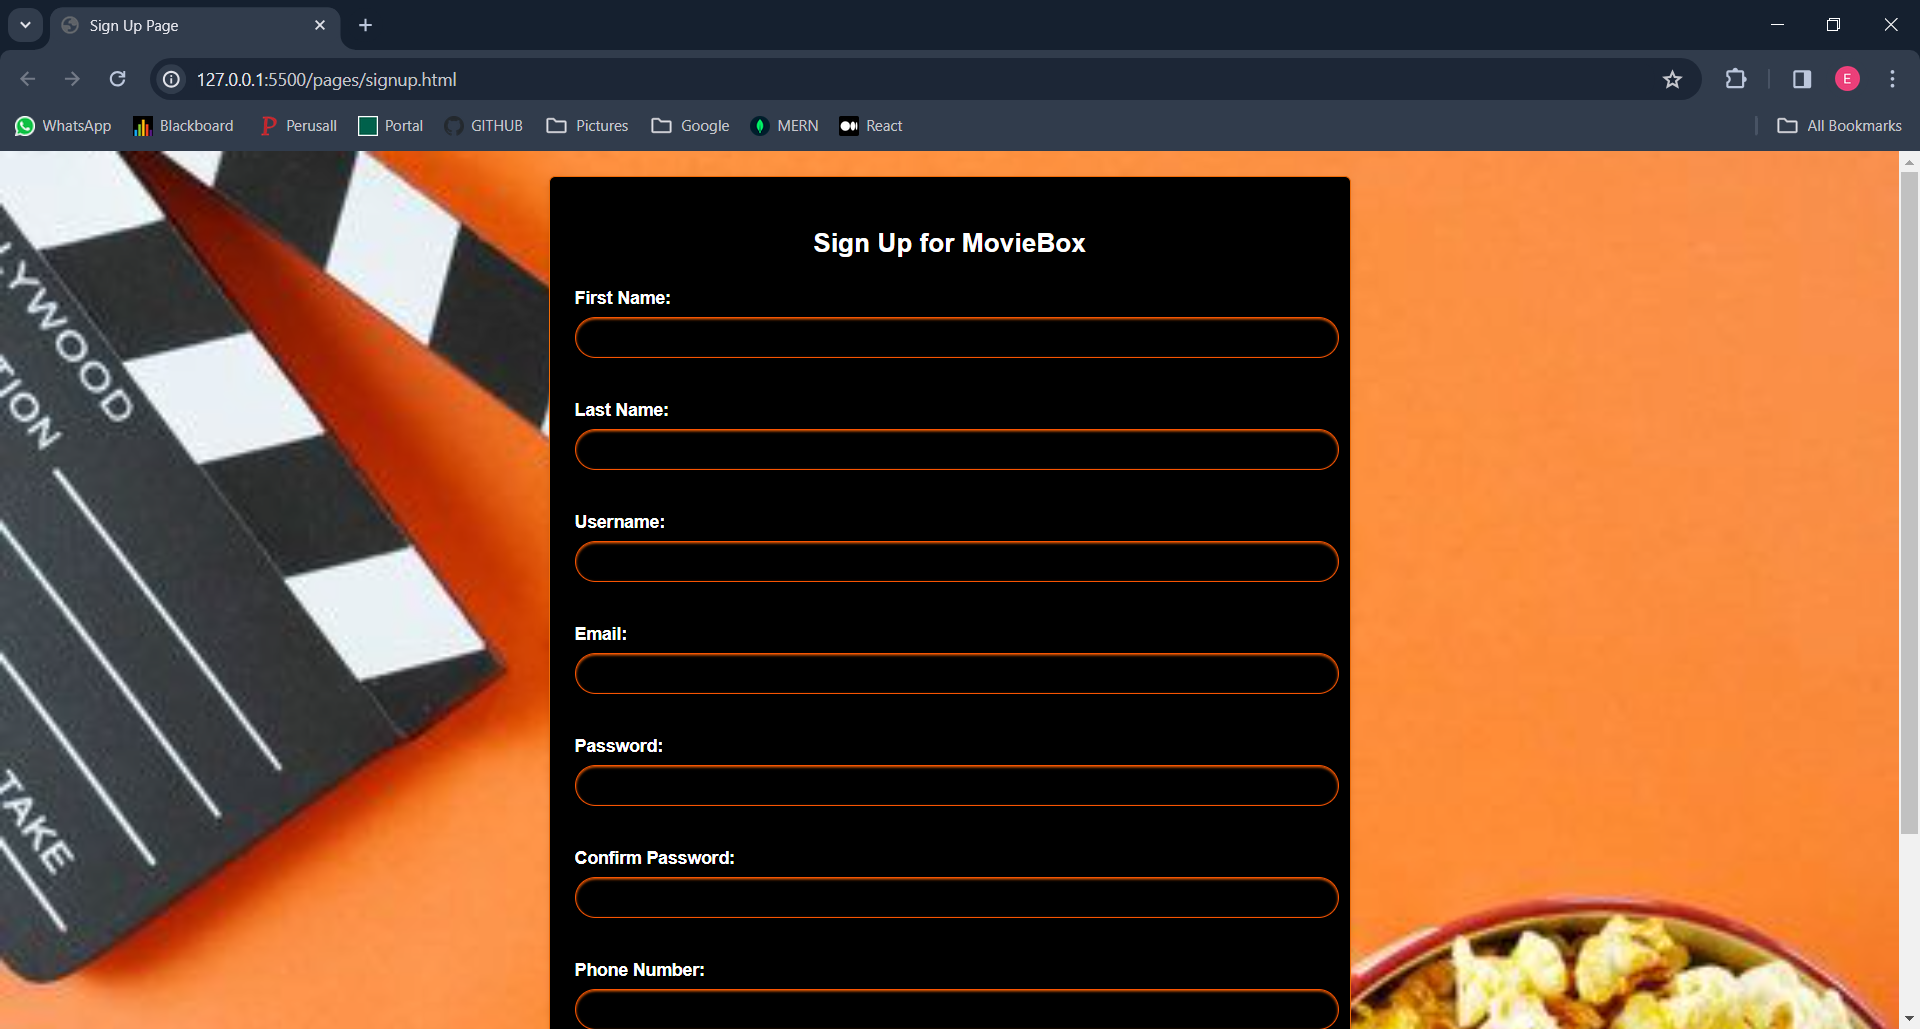 Sign Up Page
127.0.0.1:5500/pages/signup.html
E
WhatsApp Blackboard Perusall Portal GITHUB Pictures Google MERN React All Bookmarks
Sign Up for MovieBox
First Name:
Last Name:
Username:
Email:
Password:
Confirm Password:
Phone Number:
LYWOOD
TION
TAKE